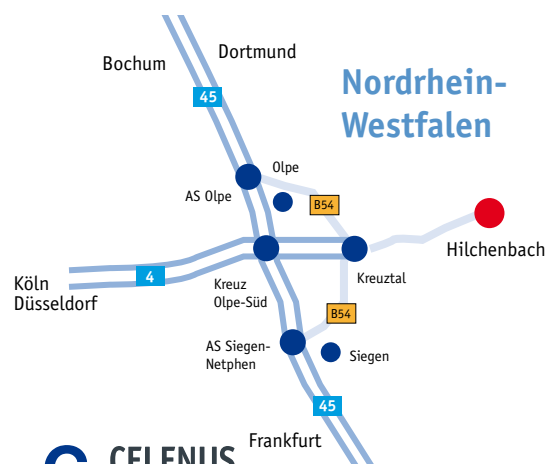 Dortmund
Bochum
Nordrhein-
Westfalen
45
Olpe
AS Olpe
B54
Hilchenbach
4
Köln
Düsseldorf
Kreuz
Olpe-Süd
Kreuztal
B54
AS Siegen-
Netphen
Siegen
45
Frankfurt
CELENUS